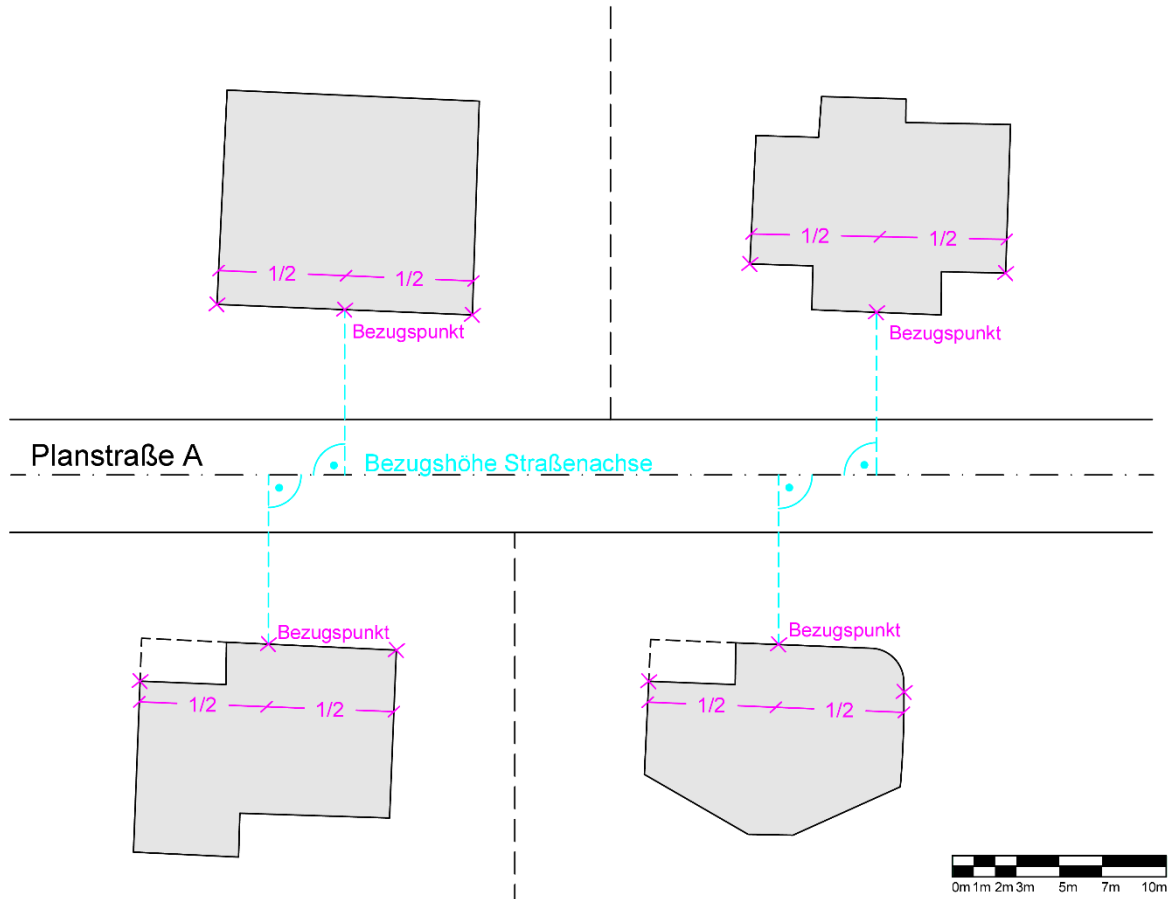 1/2 1/2
1/2 1/2
Bezugspunkt
Bezugspunkt
Planstraße A
Bezugshöhe Straßenachse
Bezugspunkt
Bezugspunkt
1/2 1/2
1/2 1/2
0m 1m 2m 3m 5m 7m 10m